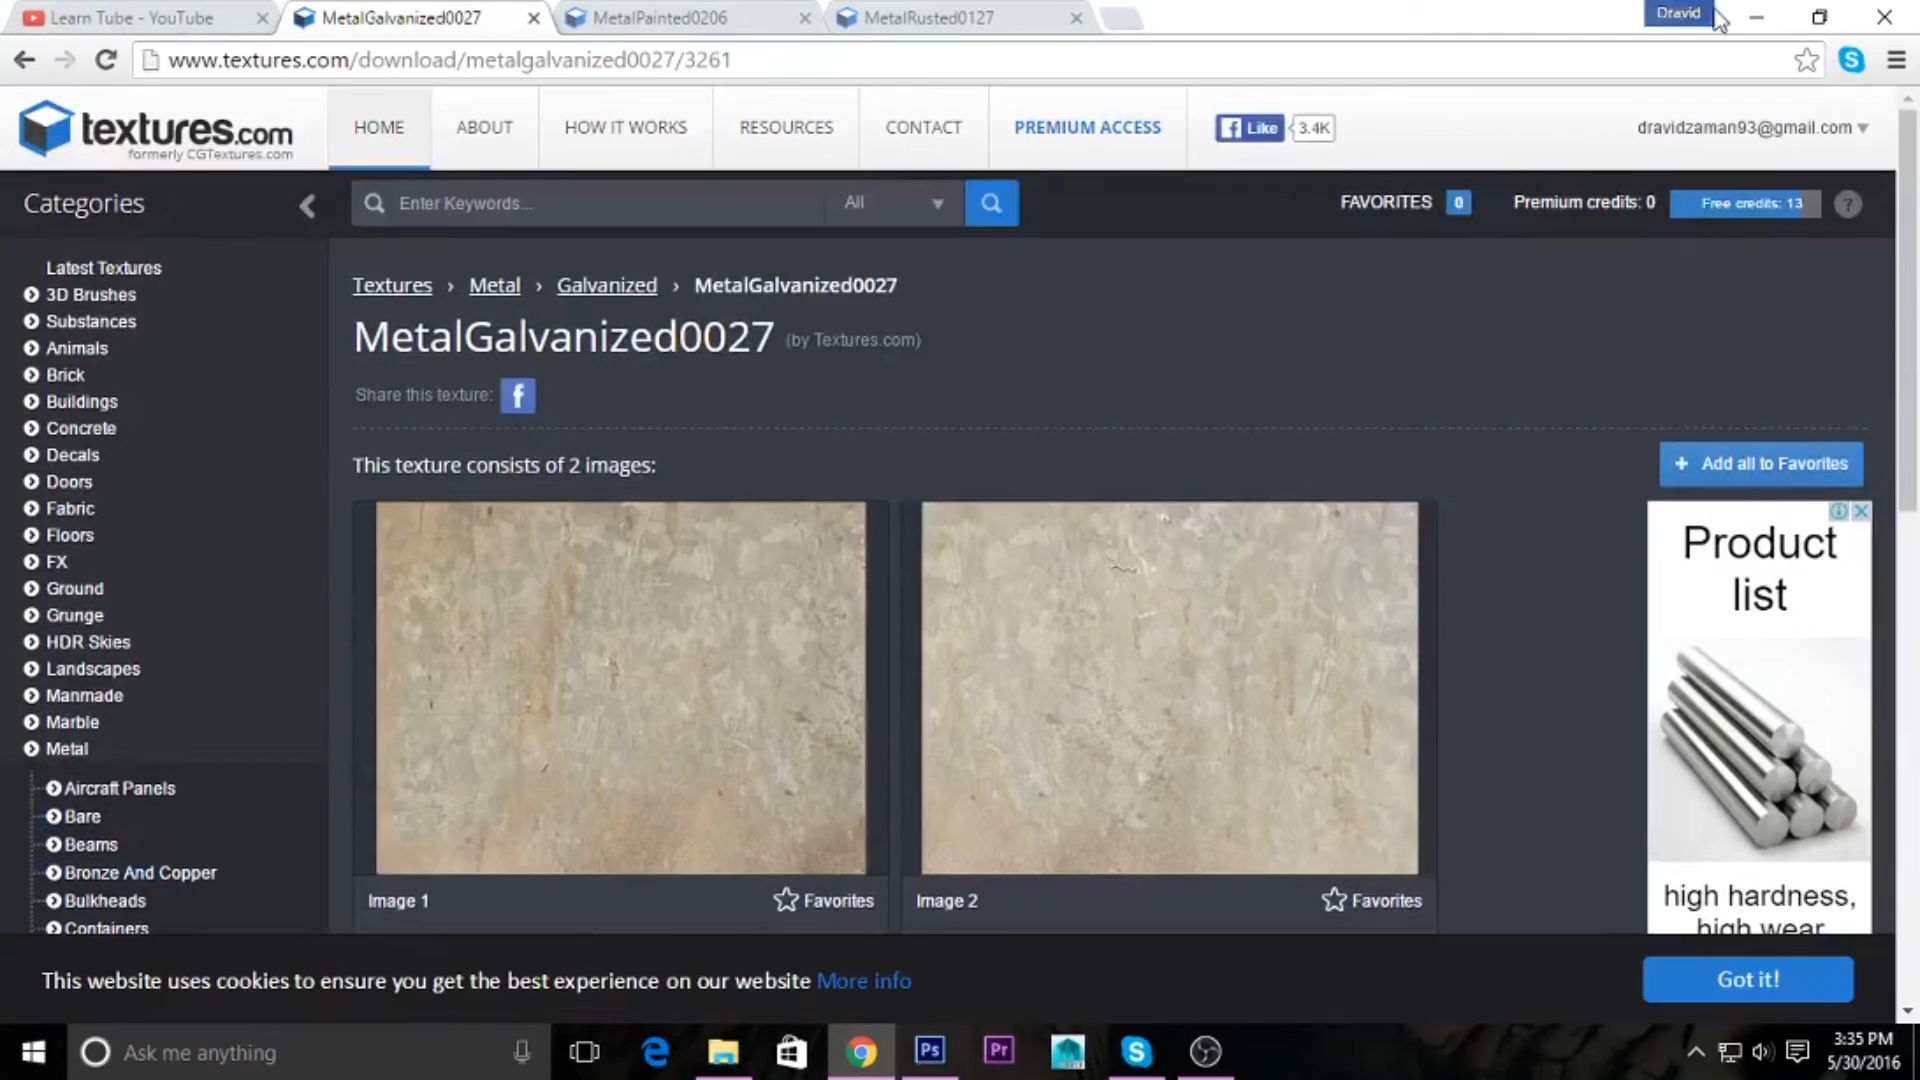 Learn Tube - YouTube
MetalGalvanized0027
MetalPainted0206
MetalRusted0127
Dravid
www.textures.com/download/metalgalvanized0027/3261
textures.com
formerly CGTextures.com
HOME
ABOUT
HOW IT WORKS
RESOURCES
CONTACT
PREMIUM ACCESS
Like
3.4K
dravidzaman93@gmail.com
Categories
Enter Keywords...
All
FAVORITES
0
Premium credits: 0
Free credits: 13
?
Latest Textures
3D Brushes
Substances
Animals
Brick
Buildings
Concrete
Decals
Doors
Fabric
Floors
FX
Ground
Grunge
HDR Skies
Landscapes
Manmade
Marble
Metal
Aircraft Panels
Bare
Beams
Bronze And Copper
Bulkheads
Containers
Textures › Metal › Galvanized › MetalGalvanized0027
MetalGalvanized0027 (by Textures.com)
Share this texture:
This texture consists of 2 images:
+ Add all to Favorites
Image 1
Favorites
Image 2
Favorites
Product
list
high hardness,
high wear
This website uses cookies to ensure you get the best experience on our website More info
Got it!
Ask me anything
Ps
Pr
3:35 PM
5/30/2016